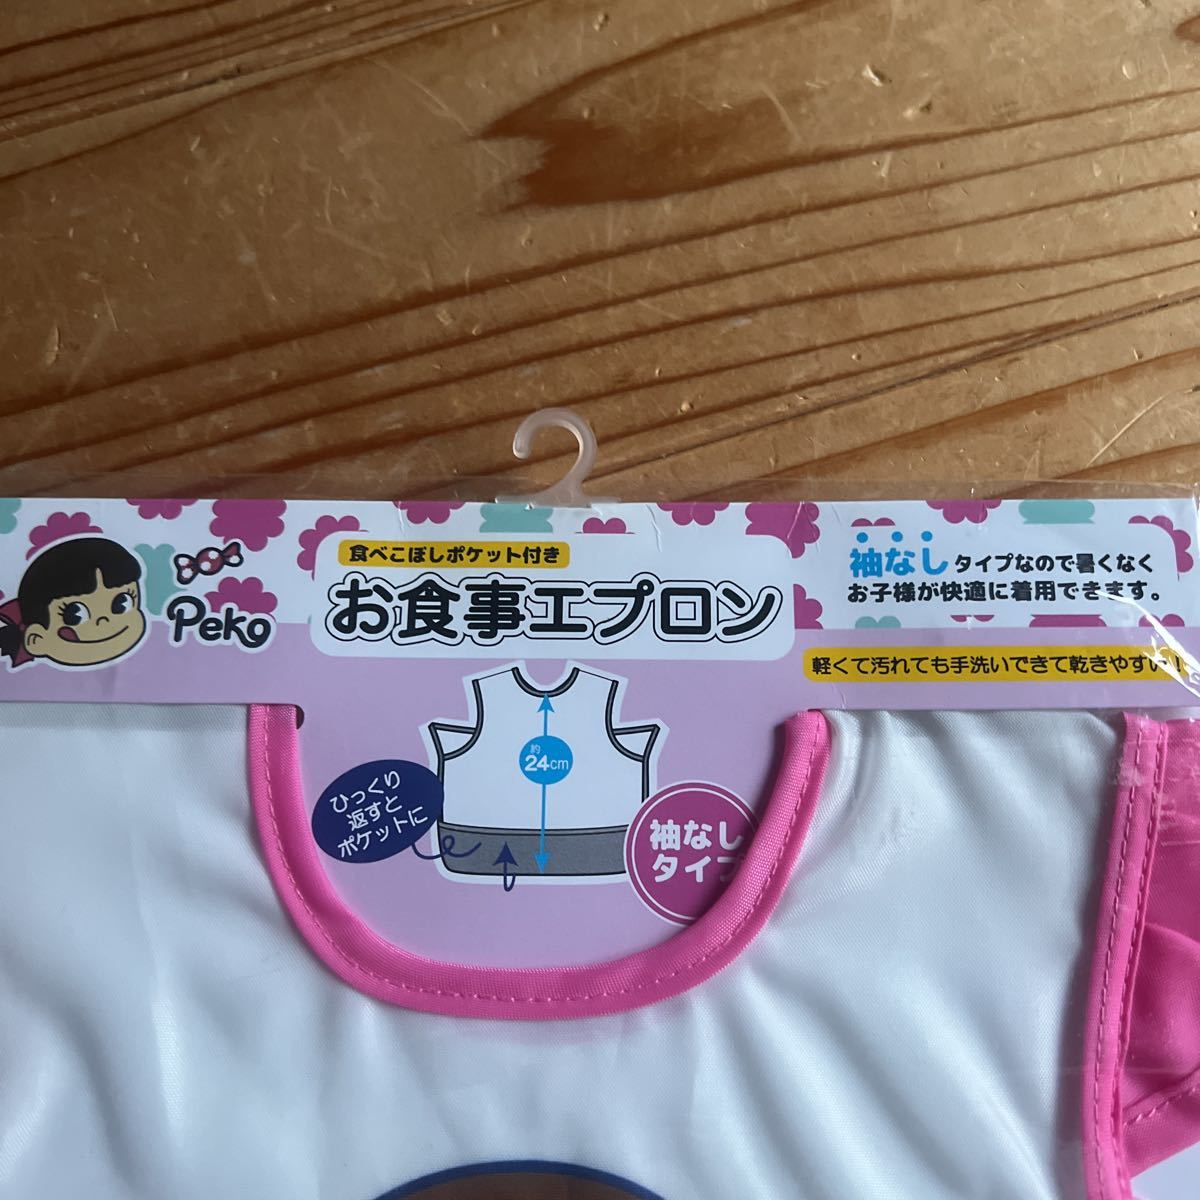 Peko
食べこぼしポケット付き
お食事エプロン
袖なしタイプなので暑くなく
お子様が快適に着用できます。
軽くて汚れても手洗いできて乾きやすい!
約
24cm
ひっくり
返すと
ポケットに
袖なし
タイプ